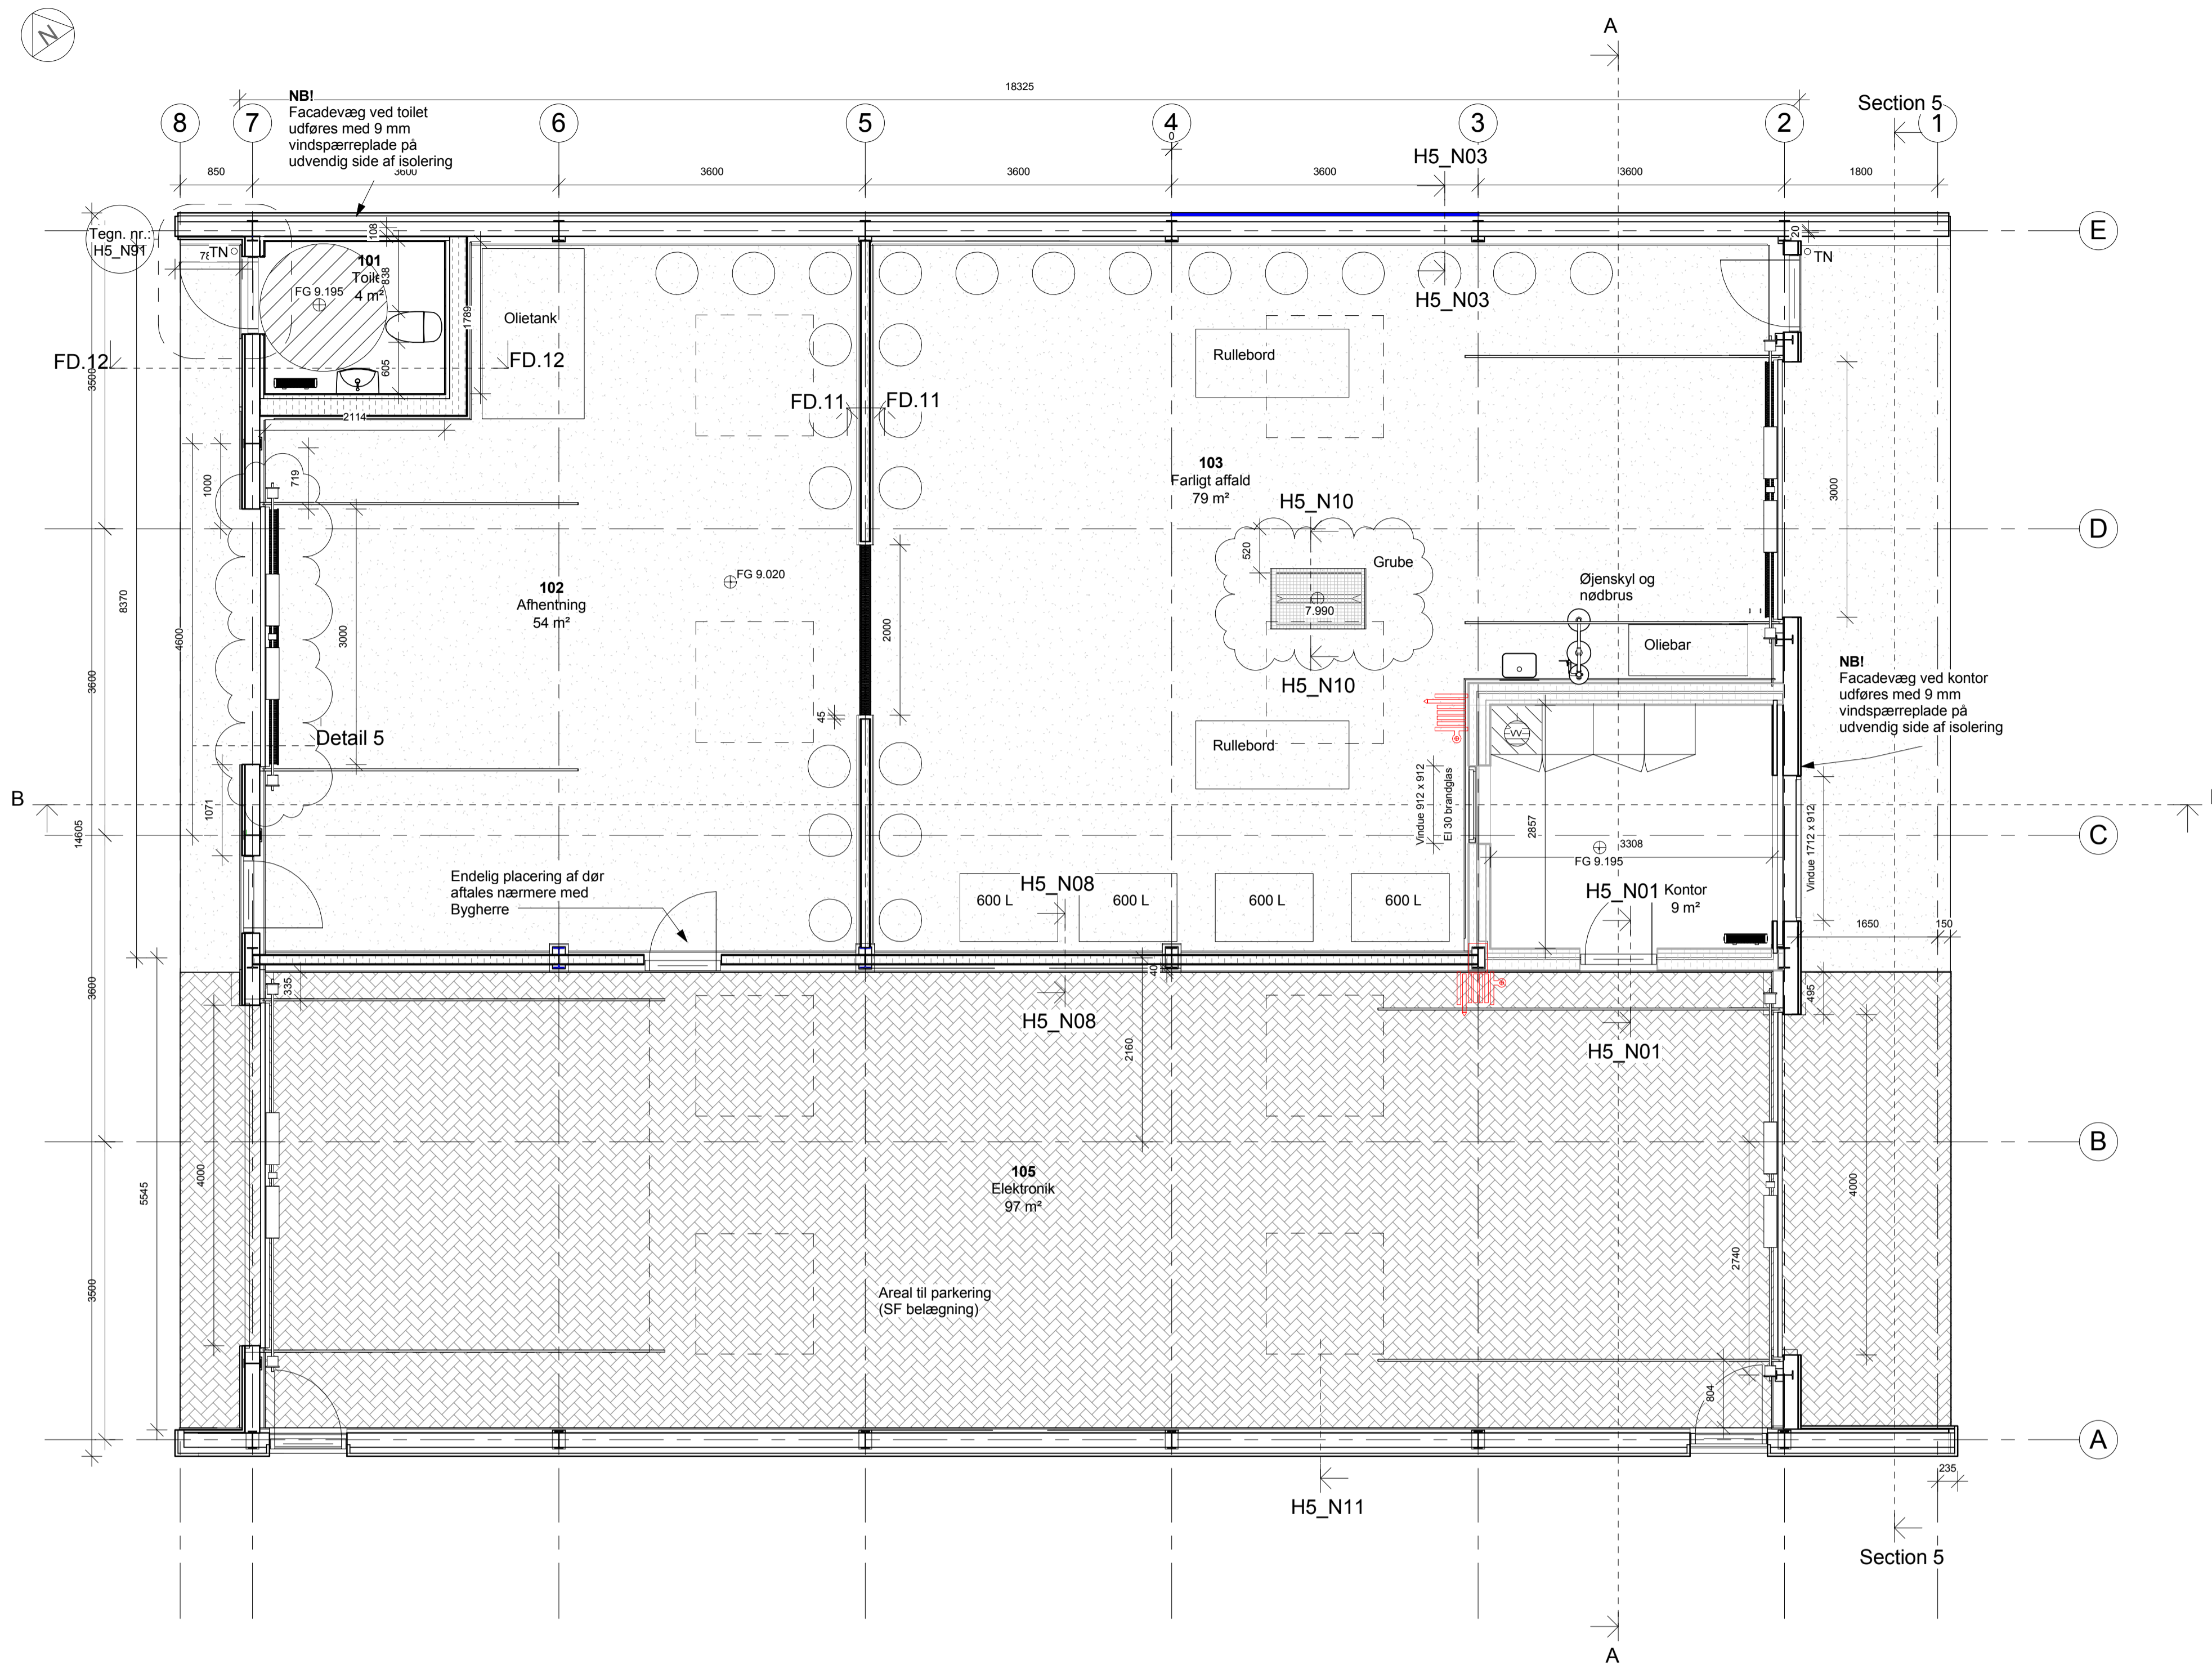 N
A
18325
NB!
Facadevæg ved toilet
udføres med 9 mm
vindspærreplade på
udvendig side af isolering
Section 5
8
7
6
5
4
3
2
1
0
H5_N03
850
3600
3600
3600
3600
3600
1800
Tegn. nr.:
H5_N91
TN
108
101
Toilet
4 m²
838
FG 9.195
605
1789
2114
Olietank
FD.12
FD.12
3500
E
20
TN
H5_N03
Rullebord
FD.11
FD.11
103
Farligt affald
79 m²
3000
719
1000
H5_N10
D
520
Grube
7.990
H5_N10
Øjenskyl og
nødbrus
Oliebar
FG 9.020
102
Afhentning
54 m²
8370
4600
3000
2000
3600
45
Detail 5
Rullebord
VV
NB!
Facadevæg ved kontor
udføres med 9 mm
vindspærreplade på
udvendig side af isolering
B
14605
1071
Vindue 912 x 912
EI 30 brandglas
2857
3308
FG 9.195
Vindue 1712 x 912
C
Endelig placering af dør
aftales nærmere med
Bygherre
600 L
H5_N08
600 L
600 L
600 L
H5_N01
Kontor
9 m²
1650
150
335
40
495
3600
H5_N08
H5_N01
2160
B
4000
5545
105
Elektronik
97 m²
4000
2740
3500
Areal til parkering
(SF belægning)
804
A
235
H5_N11
Section 5
A